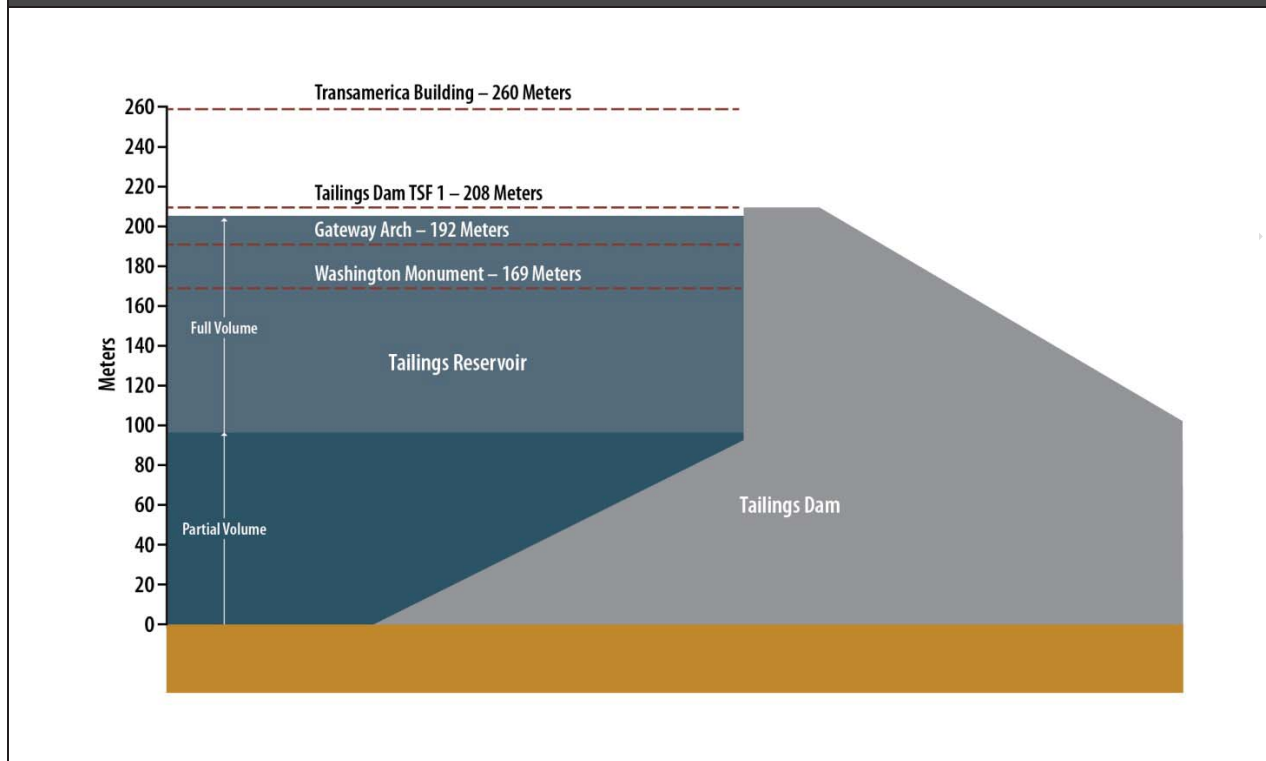 Transamerica Building – 260 Meters
260
240
220
Tailings Dam TSF 1 – 208 Meters
200
Gateway Arch – 192 Meters
180
Washington Monument – 169 Meters
160
Full Volume
140
Meters
Tailings Reservoir
120
100
80
60
Tailings Dam
Partial Volume
40
20
0